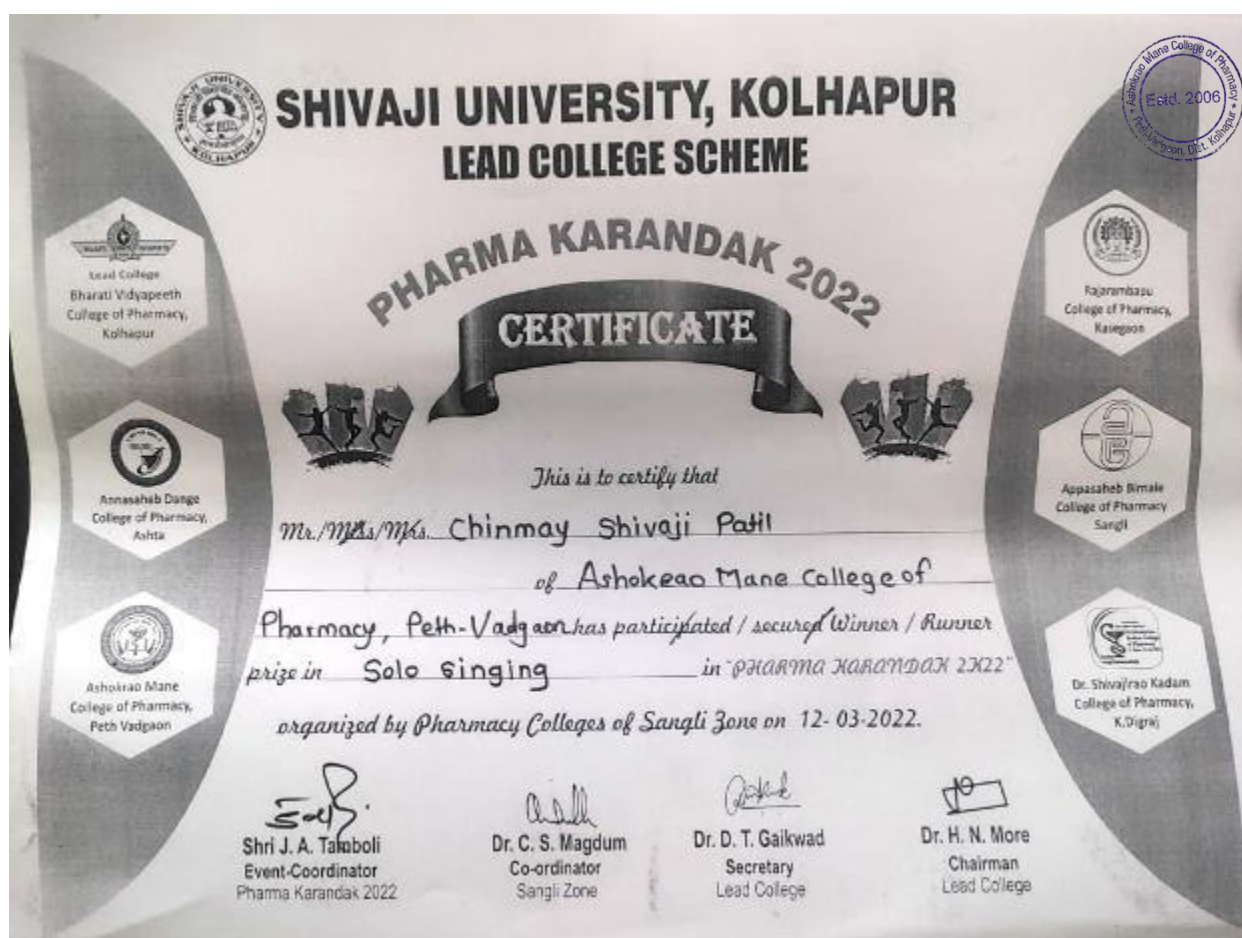 SHIVAJI UNIVERSITY
KOLHAPUR
SHIVAJI UNIVERSITY, KOLHAPUR
LEAD COLLEGE SCHEME
Ashokrao Mane College of Pharmacy
Estd. 2006
Peth-Vadgaon, Dist. Kolhapur
PHARMA KARANDAK 2022
CERTIFICATE
Lead College
Bharati Vidyapeeth
College of Pharmacy,
Kolhapur
Annasaheb Dange
College of Pharmacy,
Ashta
Ashokrao Mane
College of Pharmacy,
Peth Vadgaon
Rajarambapu
College of Pharmacy,
Kasegaon
Appasaheb Birnale
College of Pharmacy
Sangli
Dr. Shivajirao Kadam
College of Pharmacy,
K.Digraj
This is to certify that
Mr./Miss/Mrs. Chinmay Shivaji Patil
of Ashokrao Mane College of
Pharmacy, Peth-Vadgaon has participated / secured Winner / Runner
prize in Solo singing in "PHARMA KARANDAK 2K22"
organized by Pharmacy Colleges of Sangli Zone on 12-03-2022.
Shri J. A. Tamboli
Event-Coordinator
Pharma Karandak 2022
Dr. C. S. Magdum
Co-ordinator
Sangli Zone
Dr. D. T. Gaikwad
Secretary
Lead College
Dr. H. N. More
Chairman
Lead College